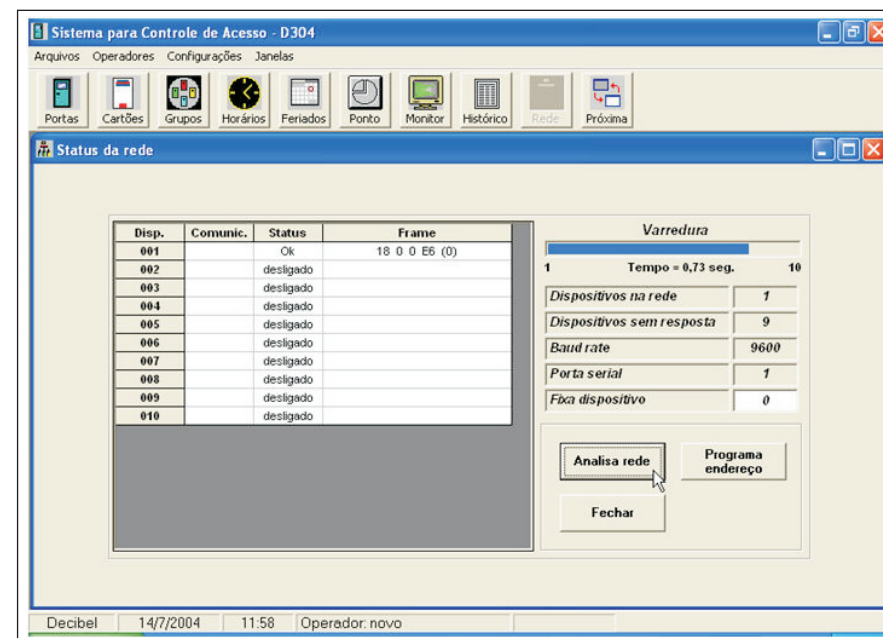 Sistema para Controle de Acesso - D304
Arquivos Operadores Configurações Janelas
Portas Cartões Grupos Horários Feriados Ponto Monitor Histórico Rede Próxima
Status da rede
Disp. Comunic. Status Frame
001 Ok 18 0 0 E6 (0)
002 desligado
003 desligado
004 desligado
005 desligado
006 desligado
007 desligado
008 desligado
009 desligado
010 desligado
Varredura
1 Tempo = 0,73 seg. 10
Dispositivos na rede 1
Dispositivos sem resposta 9
Baud rate 9600
Porta serial 1
Fixa dispositivo 0
Analisa rede
Programa
endereço
Fechar
Decibel 14/7/2004 11:58 Operador: novo